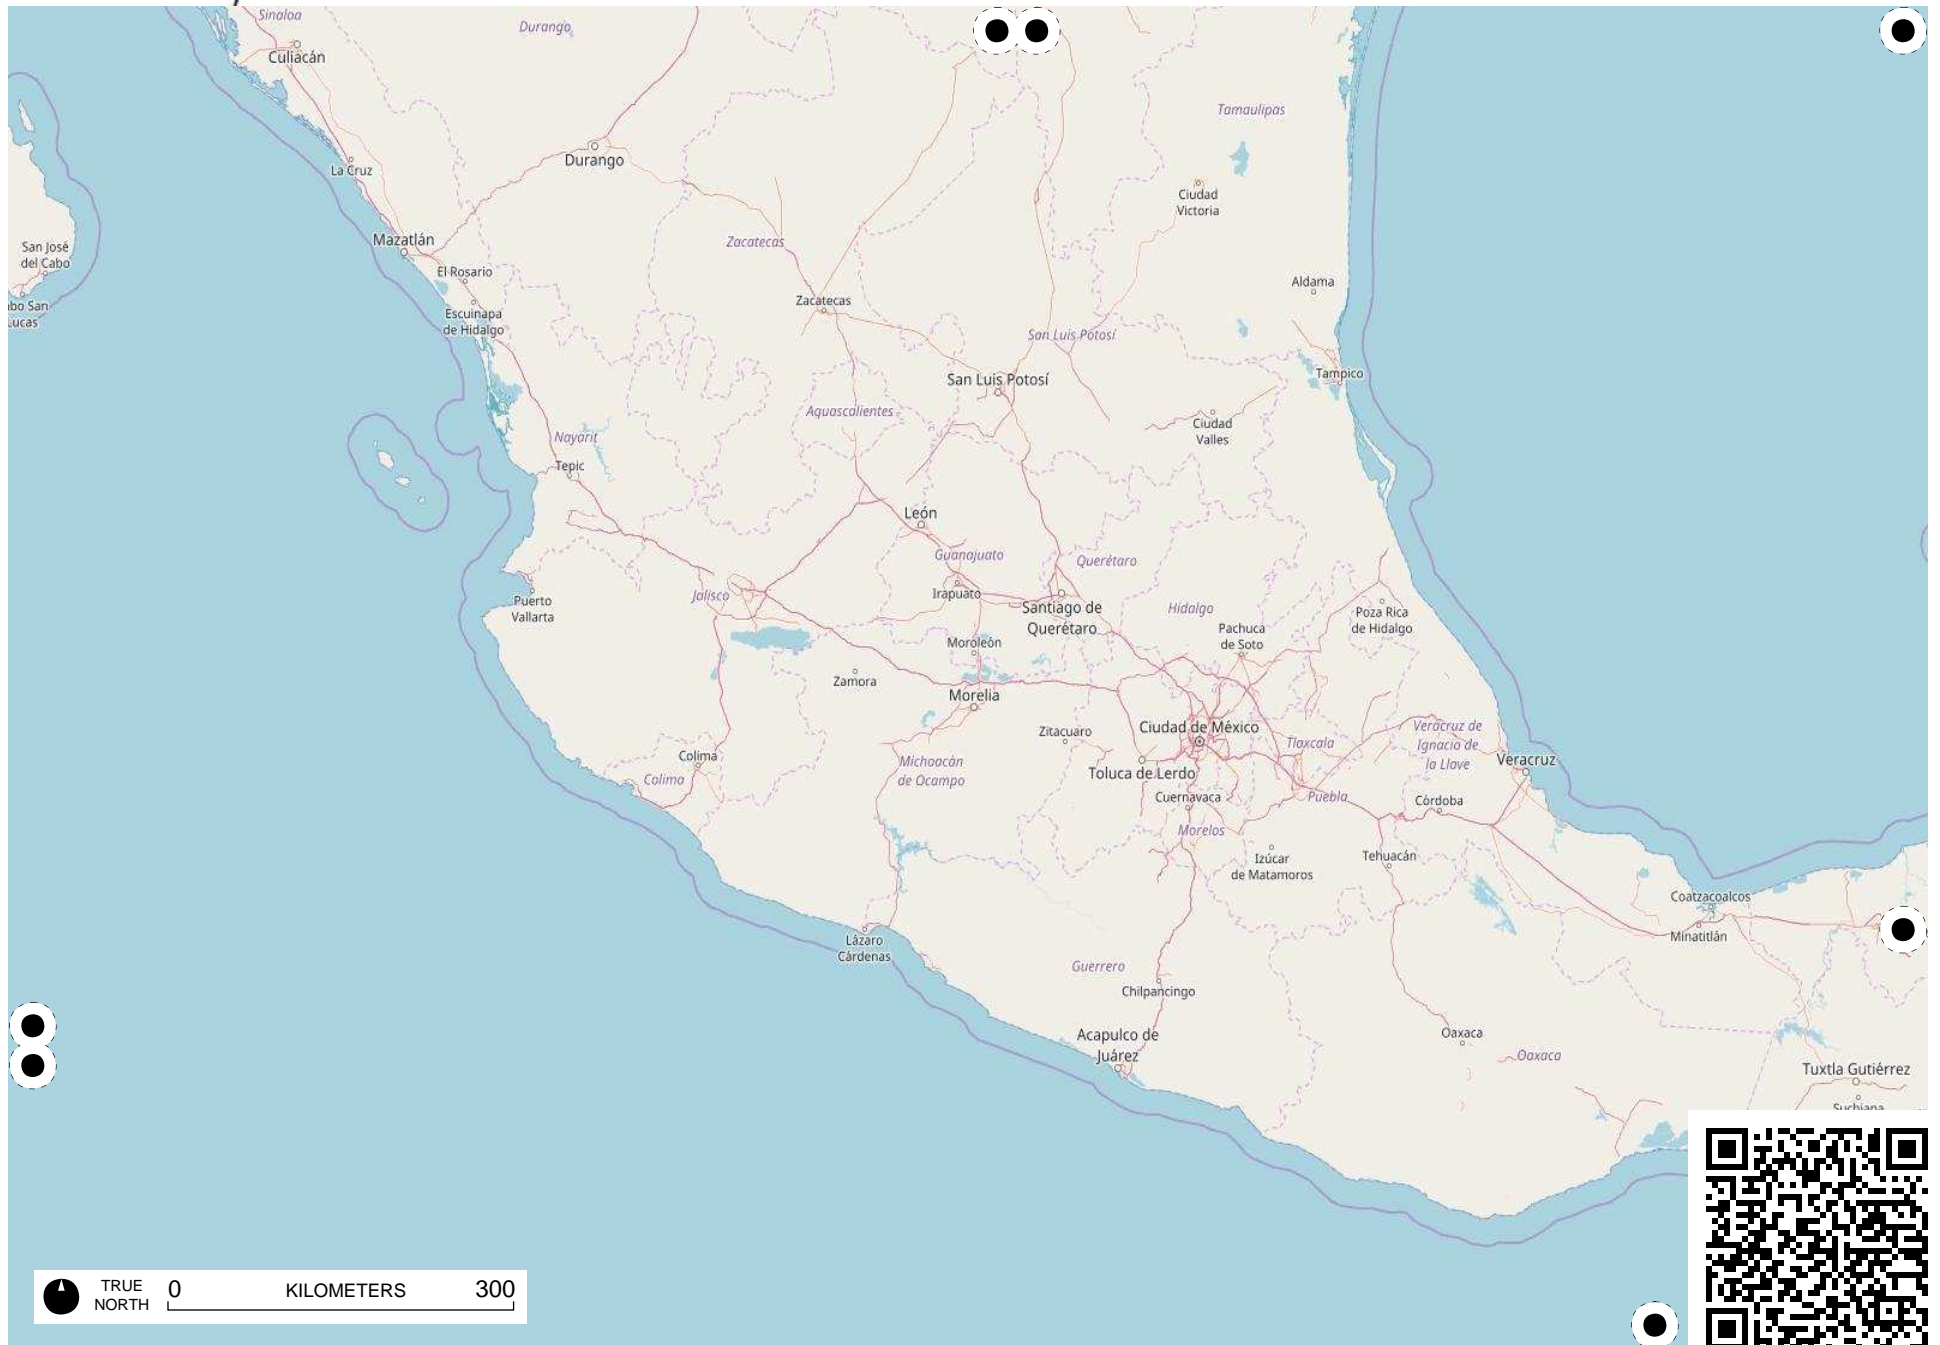 Sinaloa
Durango
Culiacán
Tamaulipas
La Cruz
Durango
Ciudad
Victoria
Mazatlán
Zacatecas
San José
del Cabo
El Rosario
Aldama
Zacatecas
bo San
Lucas
Escuinapa
de Hidalgo
San Luis Potosí
Tampico
San Luis Potosí
Aguascalientes
Ciudad
Valles
Nayarit
Tepic
León
Guanajuato
Querétaro
Jalisco
Irapuato
Puerto
Vallarta
Santiago de
Querétaro
Hidalgo
Poza Rica
de Hidalgo
Pachuca
de Soto
Moroleón
Zamora
Morelia
Zitacuaro
Ciudad de México
Tlaxcala
Veracruz de
Ignacio de
la Llave
Veracruz
Colima
Colima
Michoacán
de Ocampo
Toluca de Lerdo
Cuernavaca
Puebla
Córdoba
Morelos
Izúcar
de Matamoros
Tehuacán
Coatzacoalcos
Minatitlán
Lázaro
Cárdenas
Guerrero
Chilpancingo
Acapulco de
Juárez
Oaxaca
Oaxaca
Tuxtla Gutiérrez
Suchiapa
TRUE
NORTH
0 KILOMETERS 300